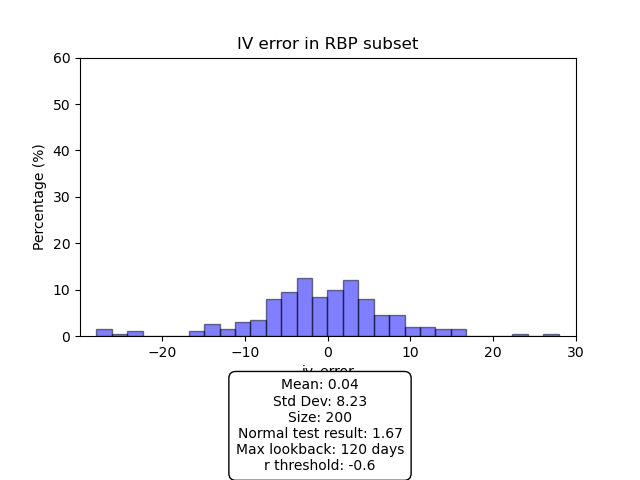 IV error in RBP subset
60
50
40
30
20
10
0
Percentage (%)
−20
−10
0
10
20
30
iv_error
Mean: 0.04
Std Dev: 8.23
Size: 200
Normal test result: 1.67
Max lookback: 120 days
r threshold: -0.6